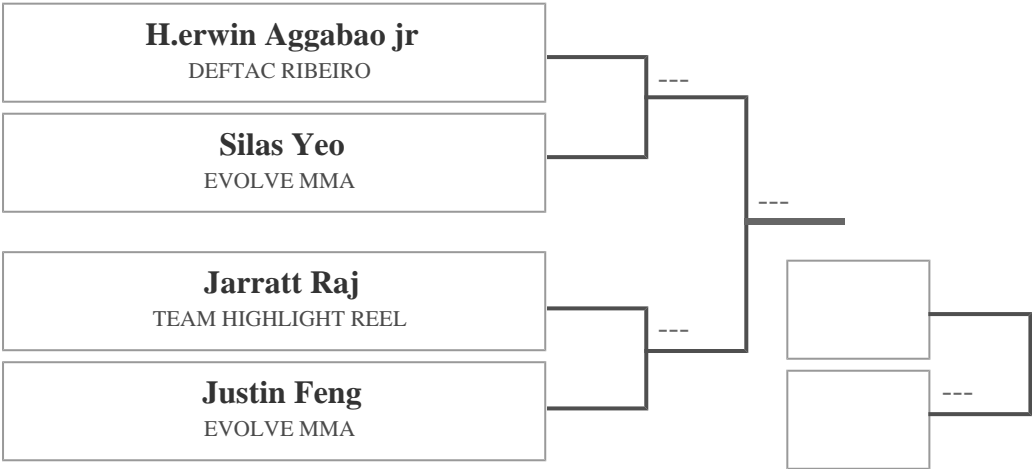 H.erwin Aggabao jr
DEFTAC RIBEIRO
---
Silas Yeo
EVOLVE MMA
---
Jarratt Raj
TEAM HIGHLIGHT REEL
---
Justin Feng
EVOLVE MMA
---